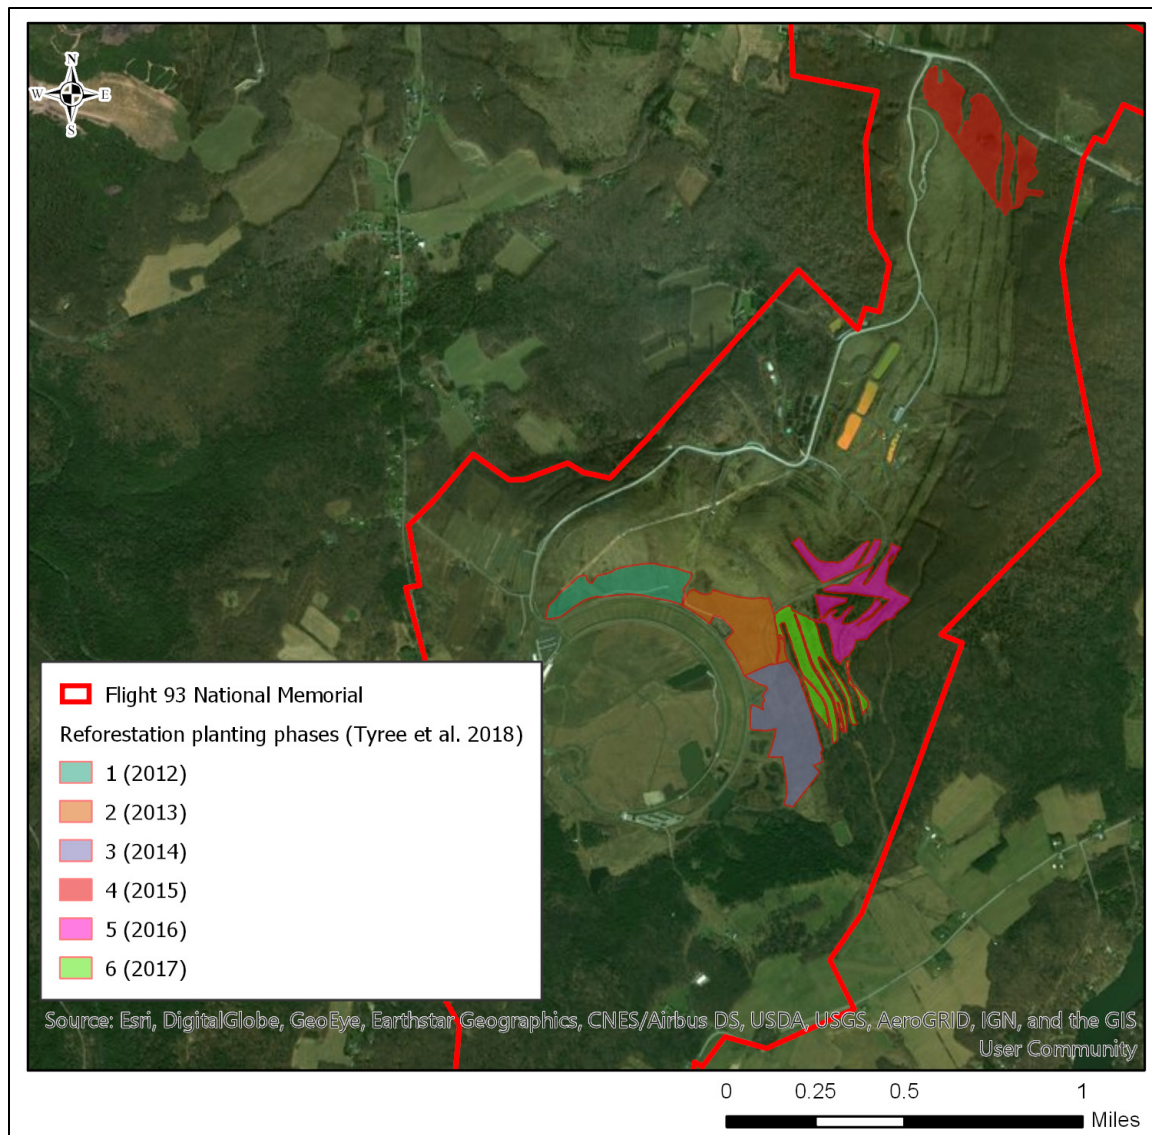 N
W E
S
Flight 93 National Memorial
Reforestation planting phases (Tyree et al. 2018)
1 (2012)
2 (2013)
3 (2014)
4 (2015)
5 (2016)
6 (2017)
Source: Esri, DigitalGlobe, GeoEye, Earthstar Geographics, CNES/Airbus DS, USDA, USGS, AeroGRID, IGN, and the GIS
User Community
0 0.25 0.5 1
Miles